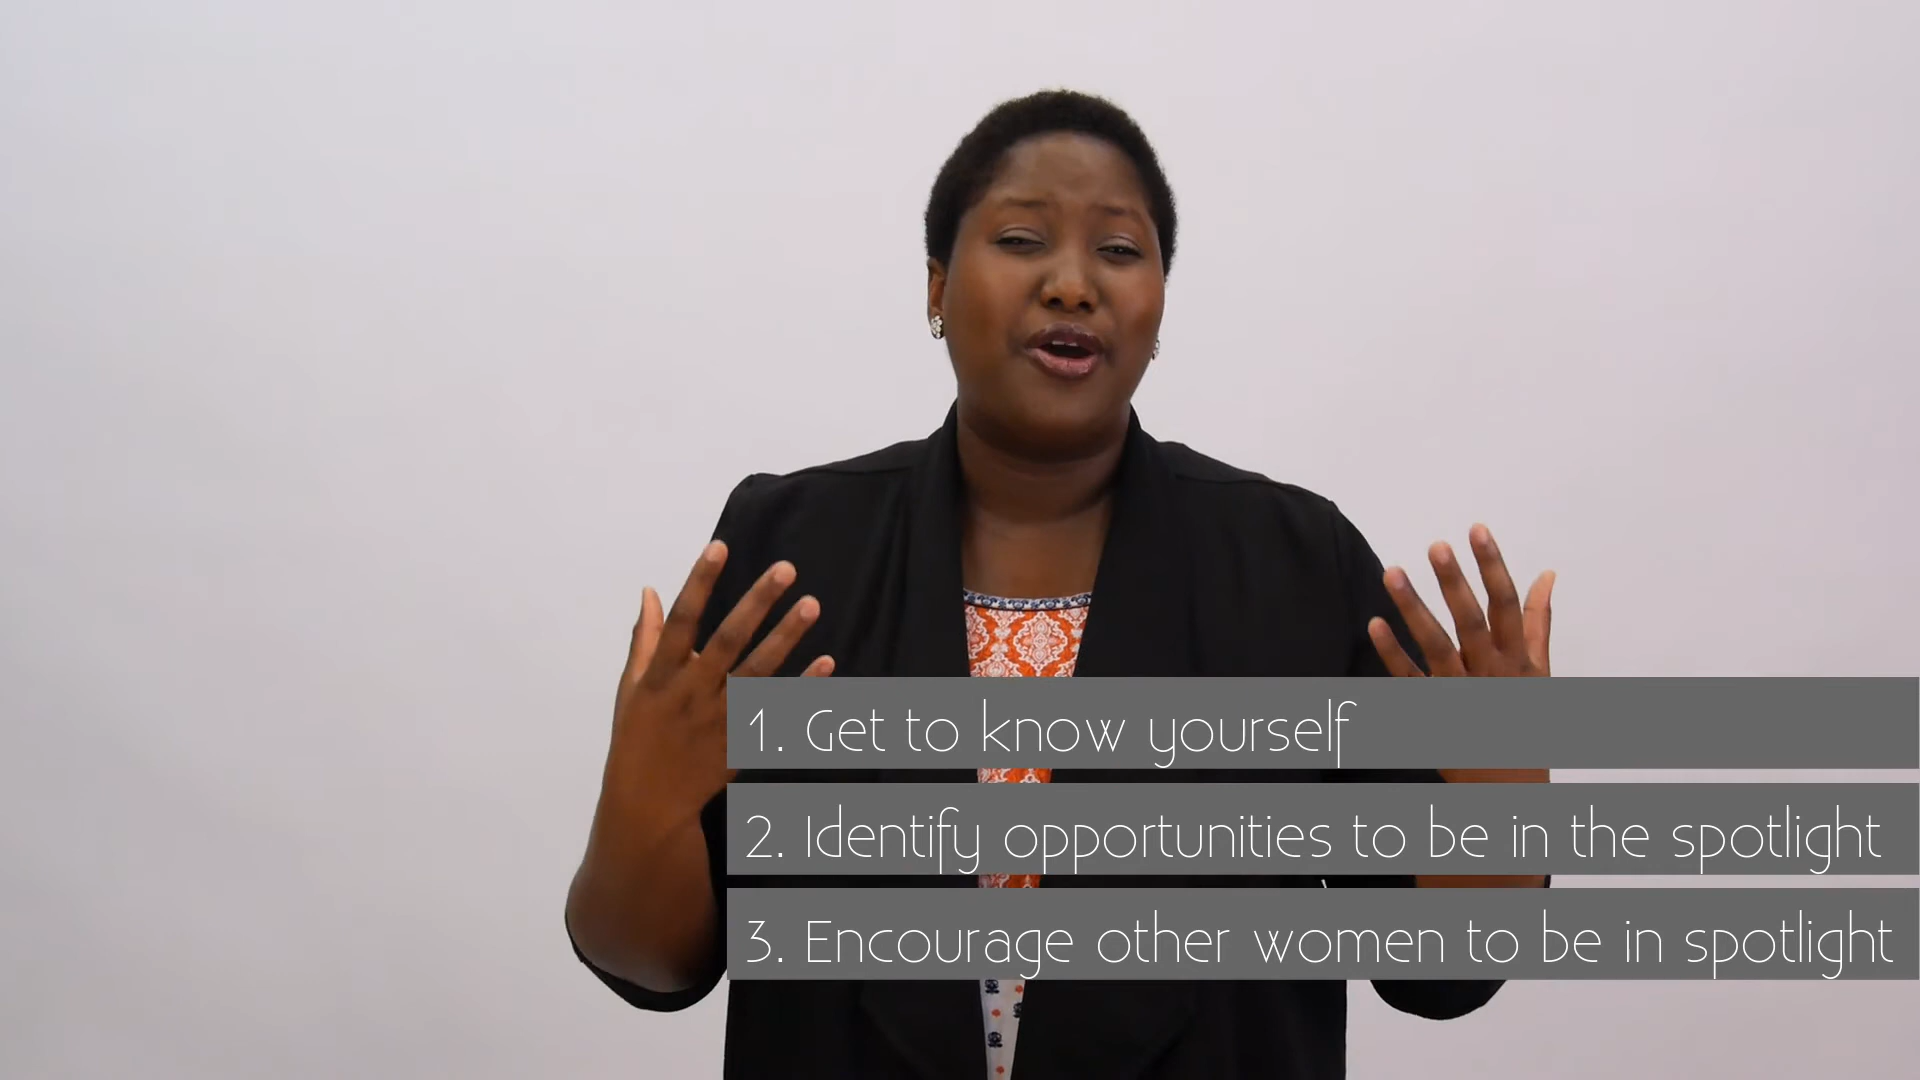 1. Get to know yourself
2. Identify opportunities to be in the spotlight
3. Encourage other women to be in spotlight